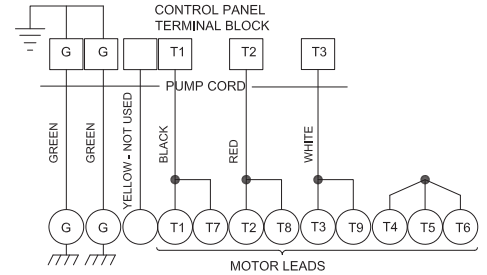 CONTROL PANEL
TERMINAL BLOCK
G G T1 T2 T3
PUMP CORD
GREEN
GREEN
YELLOW - NOT USED
BLACK
RED
WHITE
G G T1 T7 T2 T8 T3 T9 T4 T5 T6
MOTOR LEADS